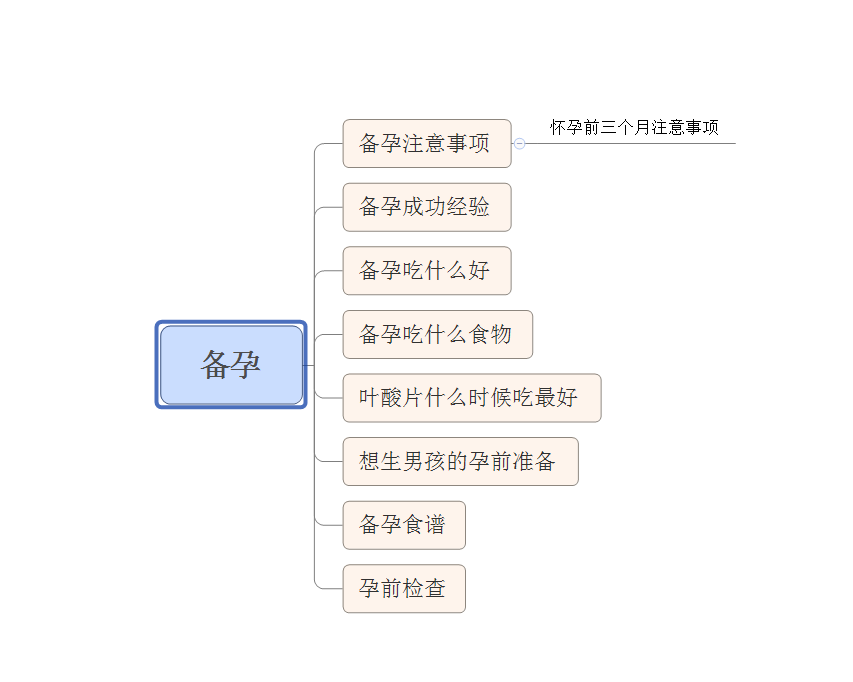 备孕
备孕注意事项
怀孕前三个月注意事项
备孕成功经验
备孕吃什么好
备孕吃什么食物
叶酸片什么时候吃最好
想生男孩的孕前准备
备孕食谱
孕前检查